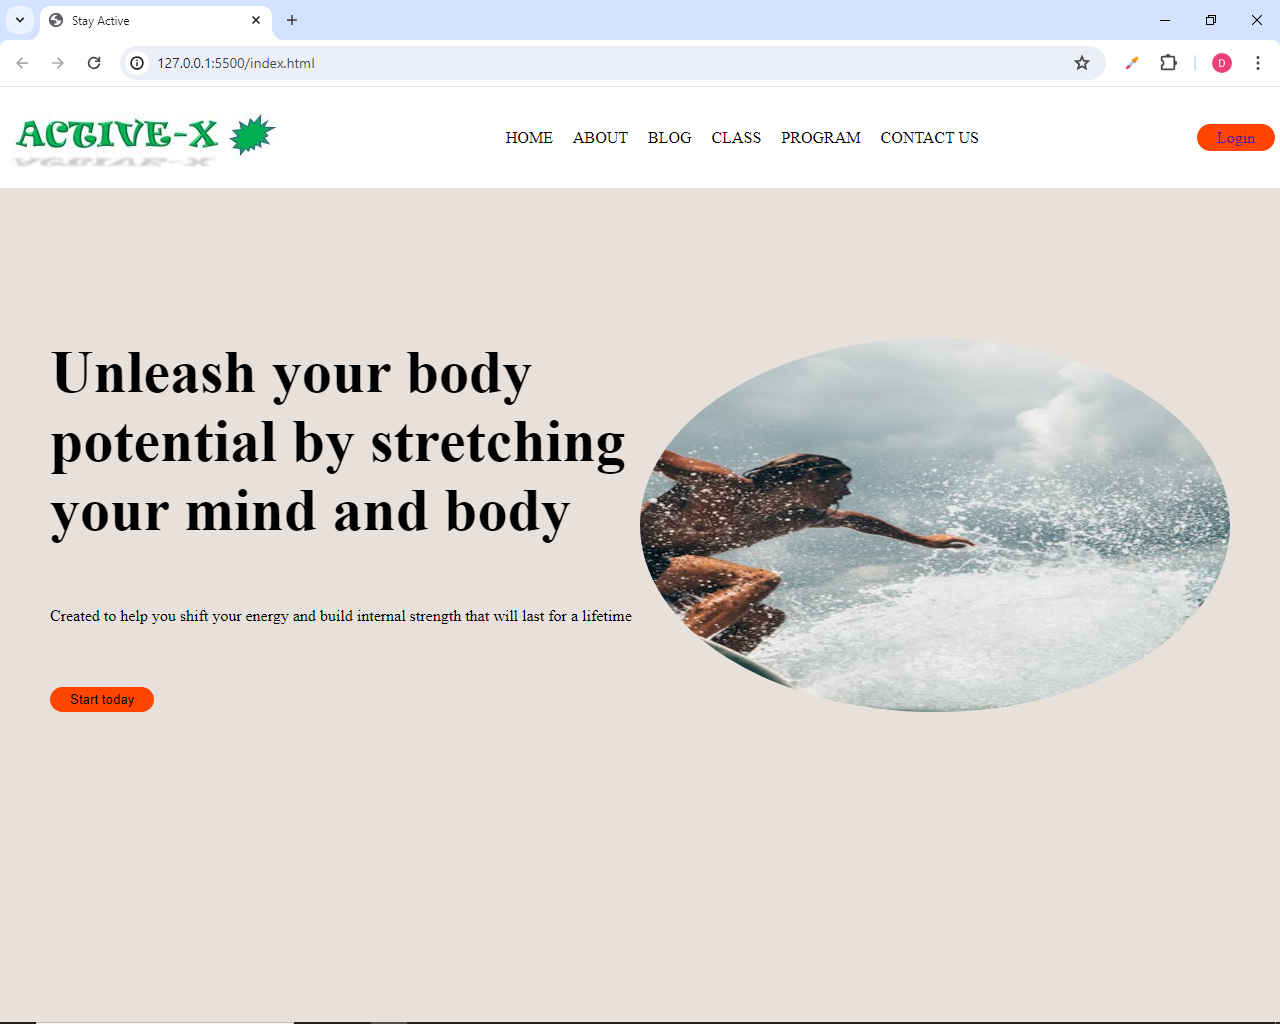 Stay Active
127.0.0.1:5500/index.html
D
ACTIVE-X
HOME ABOUT BLOG CLASS PROGRAM CONTACT US
Login
Unleash your body
potential by stretching
your mind and body
Created to help you shift your energy and build internal strength that will last for a lifetime
Start today